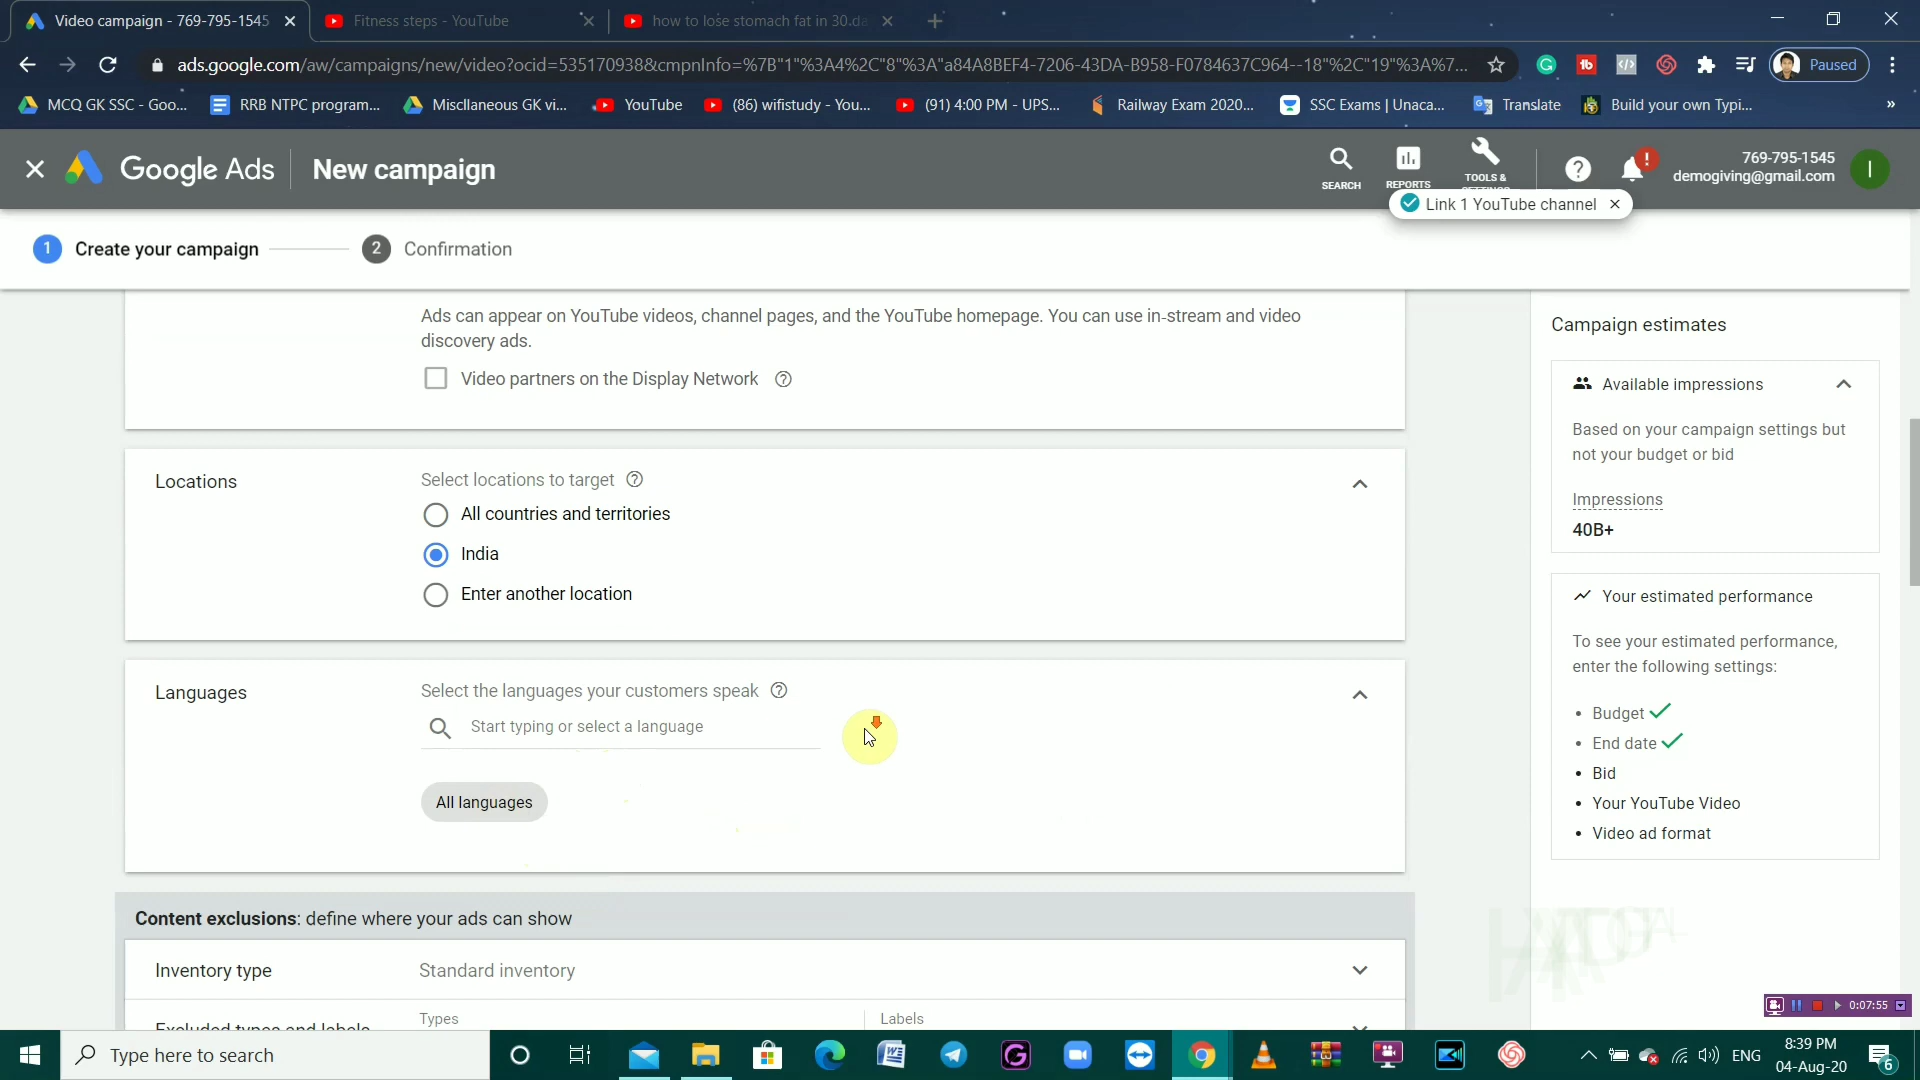 Video campaign - 769-795-1545
Fitness steps - YouTube
how to lose stomach fat in 30.da
ads.google.com/aw/campaigns/new/video?ocid=535170938&cmpnInfo=%7B"1"%3A4%2C"8"%3A"a84A8BEF4-7206-43DA-B958-F0784637C964--18"%2C"19"%3A%7...
Paused
MCQ GK SSC - Goo...
RRB NTPC program...
Miscllaneous GK vi...
YouTube
(86) wifistudy - You...
(91) 4:00 PM - UPS...
Railway Exam 2020...
SSC Exams | Unaca...
Translate
Build your own Typi...
»
Google Ads
New campaign
SEARCH
REPORTS
TOOLS &
769-795-1545
demogiving@gmail.com
I
Link 1 YouTube channel
1 Create your campaign
2 Confirmation
Ads can appear on YouTube videos, channel pages, and the YouTube homepage. You can use in-stream and video
discovery ads.
Video partners on the Display Network
Locations
Select locations to target
All countries and territories
India
Enter another location
Languages
Select the languages your customers speak
Start typing or select a language
All languages
Content exclusions: define where your ads can show
Inventory type
Standard inventory
Excluded types and labels
Types
Labels
Campaign estimates
Available impressions
Based on your campaign settings but
not your budget or bid
Impressions
40B+
Your estimated performance
To see your estimated performance,
enter the following settings:
• Budget
• End date
• Bid
• Your YouTube Video
• Video ad format
0:07:55
Type here to search
ENG
8:39 PM
04-Aug-20
6